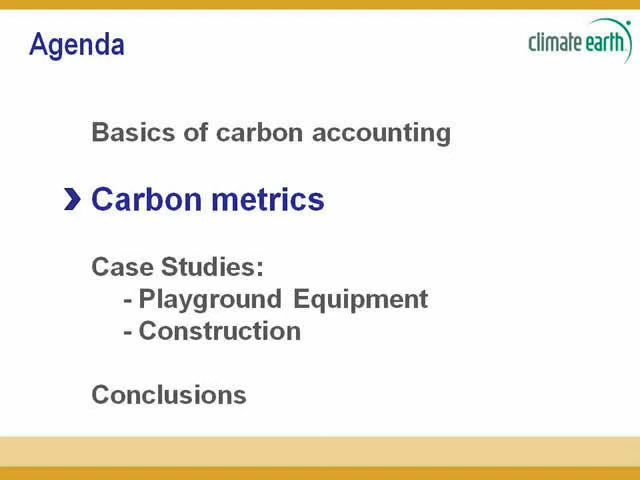 Agenda
climate earth
Basics of carbon accounting
Carbon metrics
Case Studies:
- Playground Equipment
- Construction
Conclusions